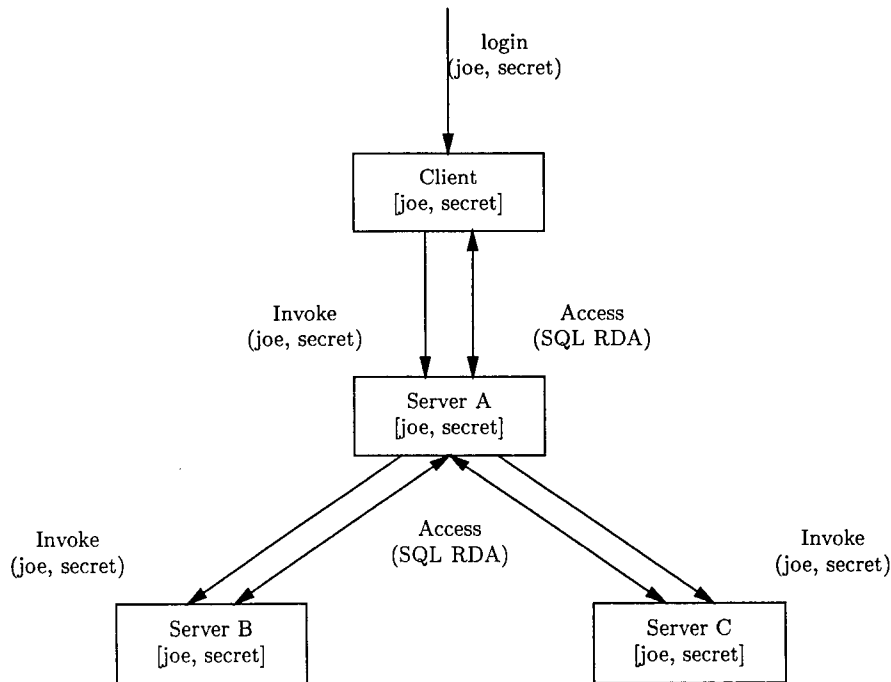 login
(joe, secret)
Client
[joe, secret]
Invoke
(joe, secret)
Access
(SQL RDA)
Server A
[joe, secret]
Invoke
(joe, secret)
Access
(SQL RDA)
Invoke
(joe, secret)
Server B
[joe, secret]
Server C
[joe, secret]